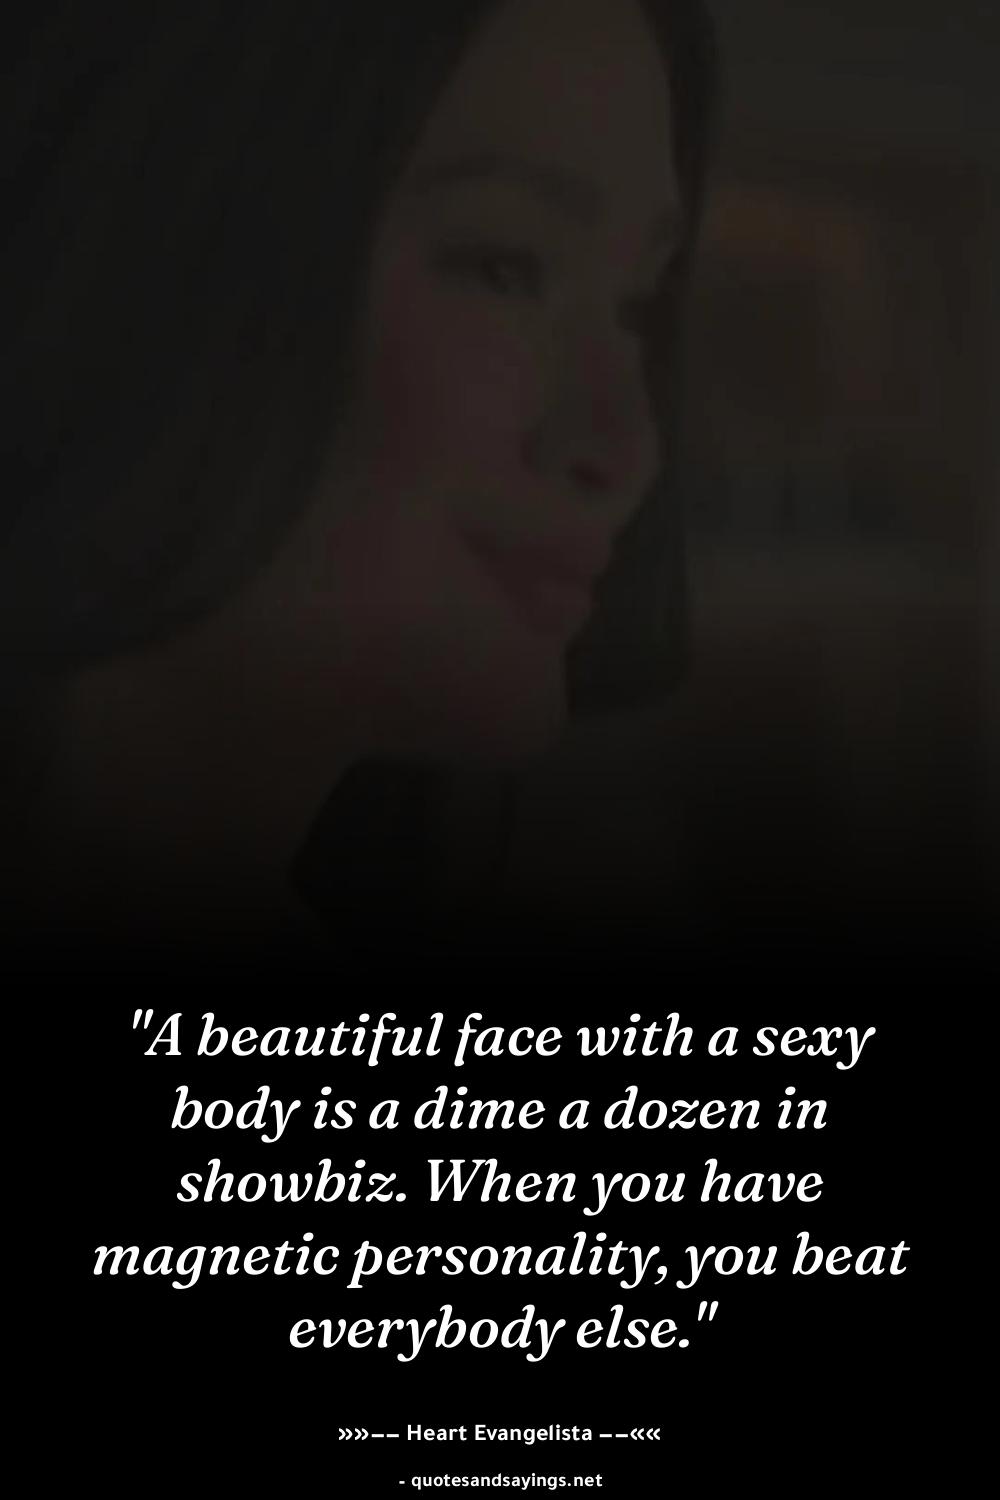 "A beautiful face with a sexy
body is a dime a dozen in
showbiz. When you have
magnetic personality, you beat
everybody else."
»»−− Heart Evangelista −−««
- quotesandsayings.net